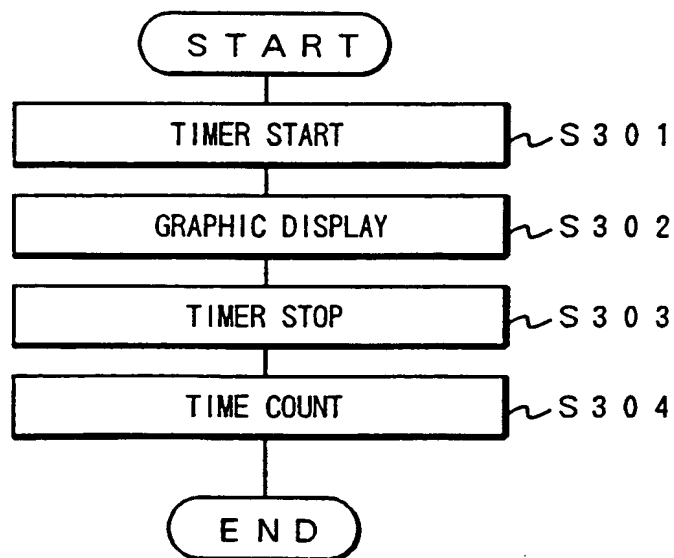 START
TIMER START S301
GRAPHIC DISPLAY S302
TIMER STOP S303
TIME COUNT S304
END